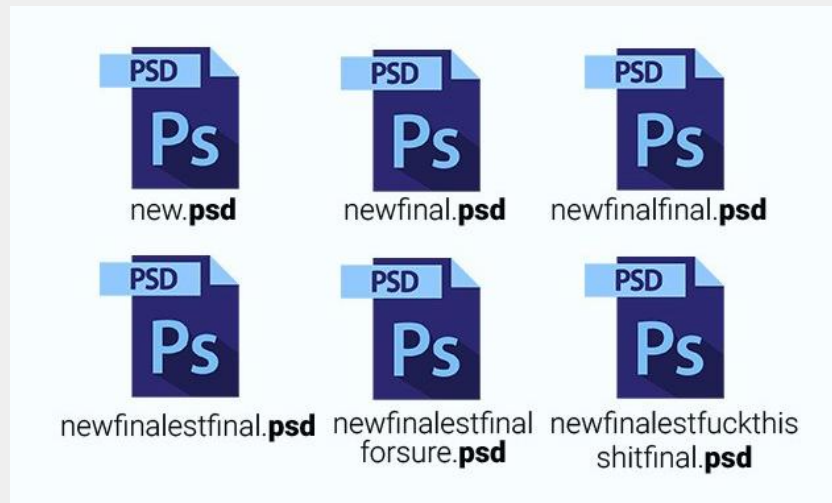 PSD PSD PSD
Ps Ps Ps
new.psd newfinal.psd newfinalfinal.psd
PSD PSD PSD
Ps Ps Ps
newfinalestfinal.psd newfinalestfinal newfinalestfuckthis
forsure.psd shitfinal.psd